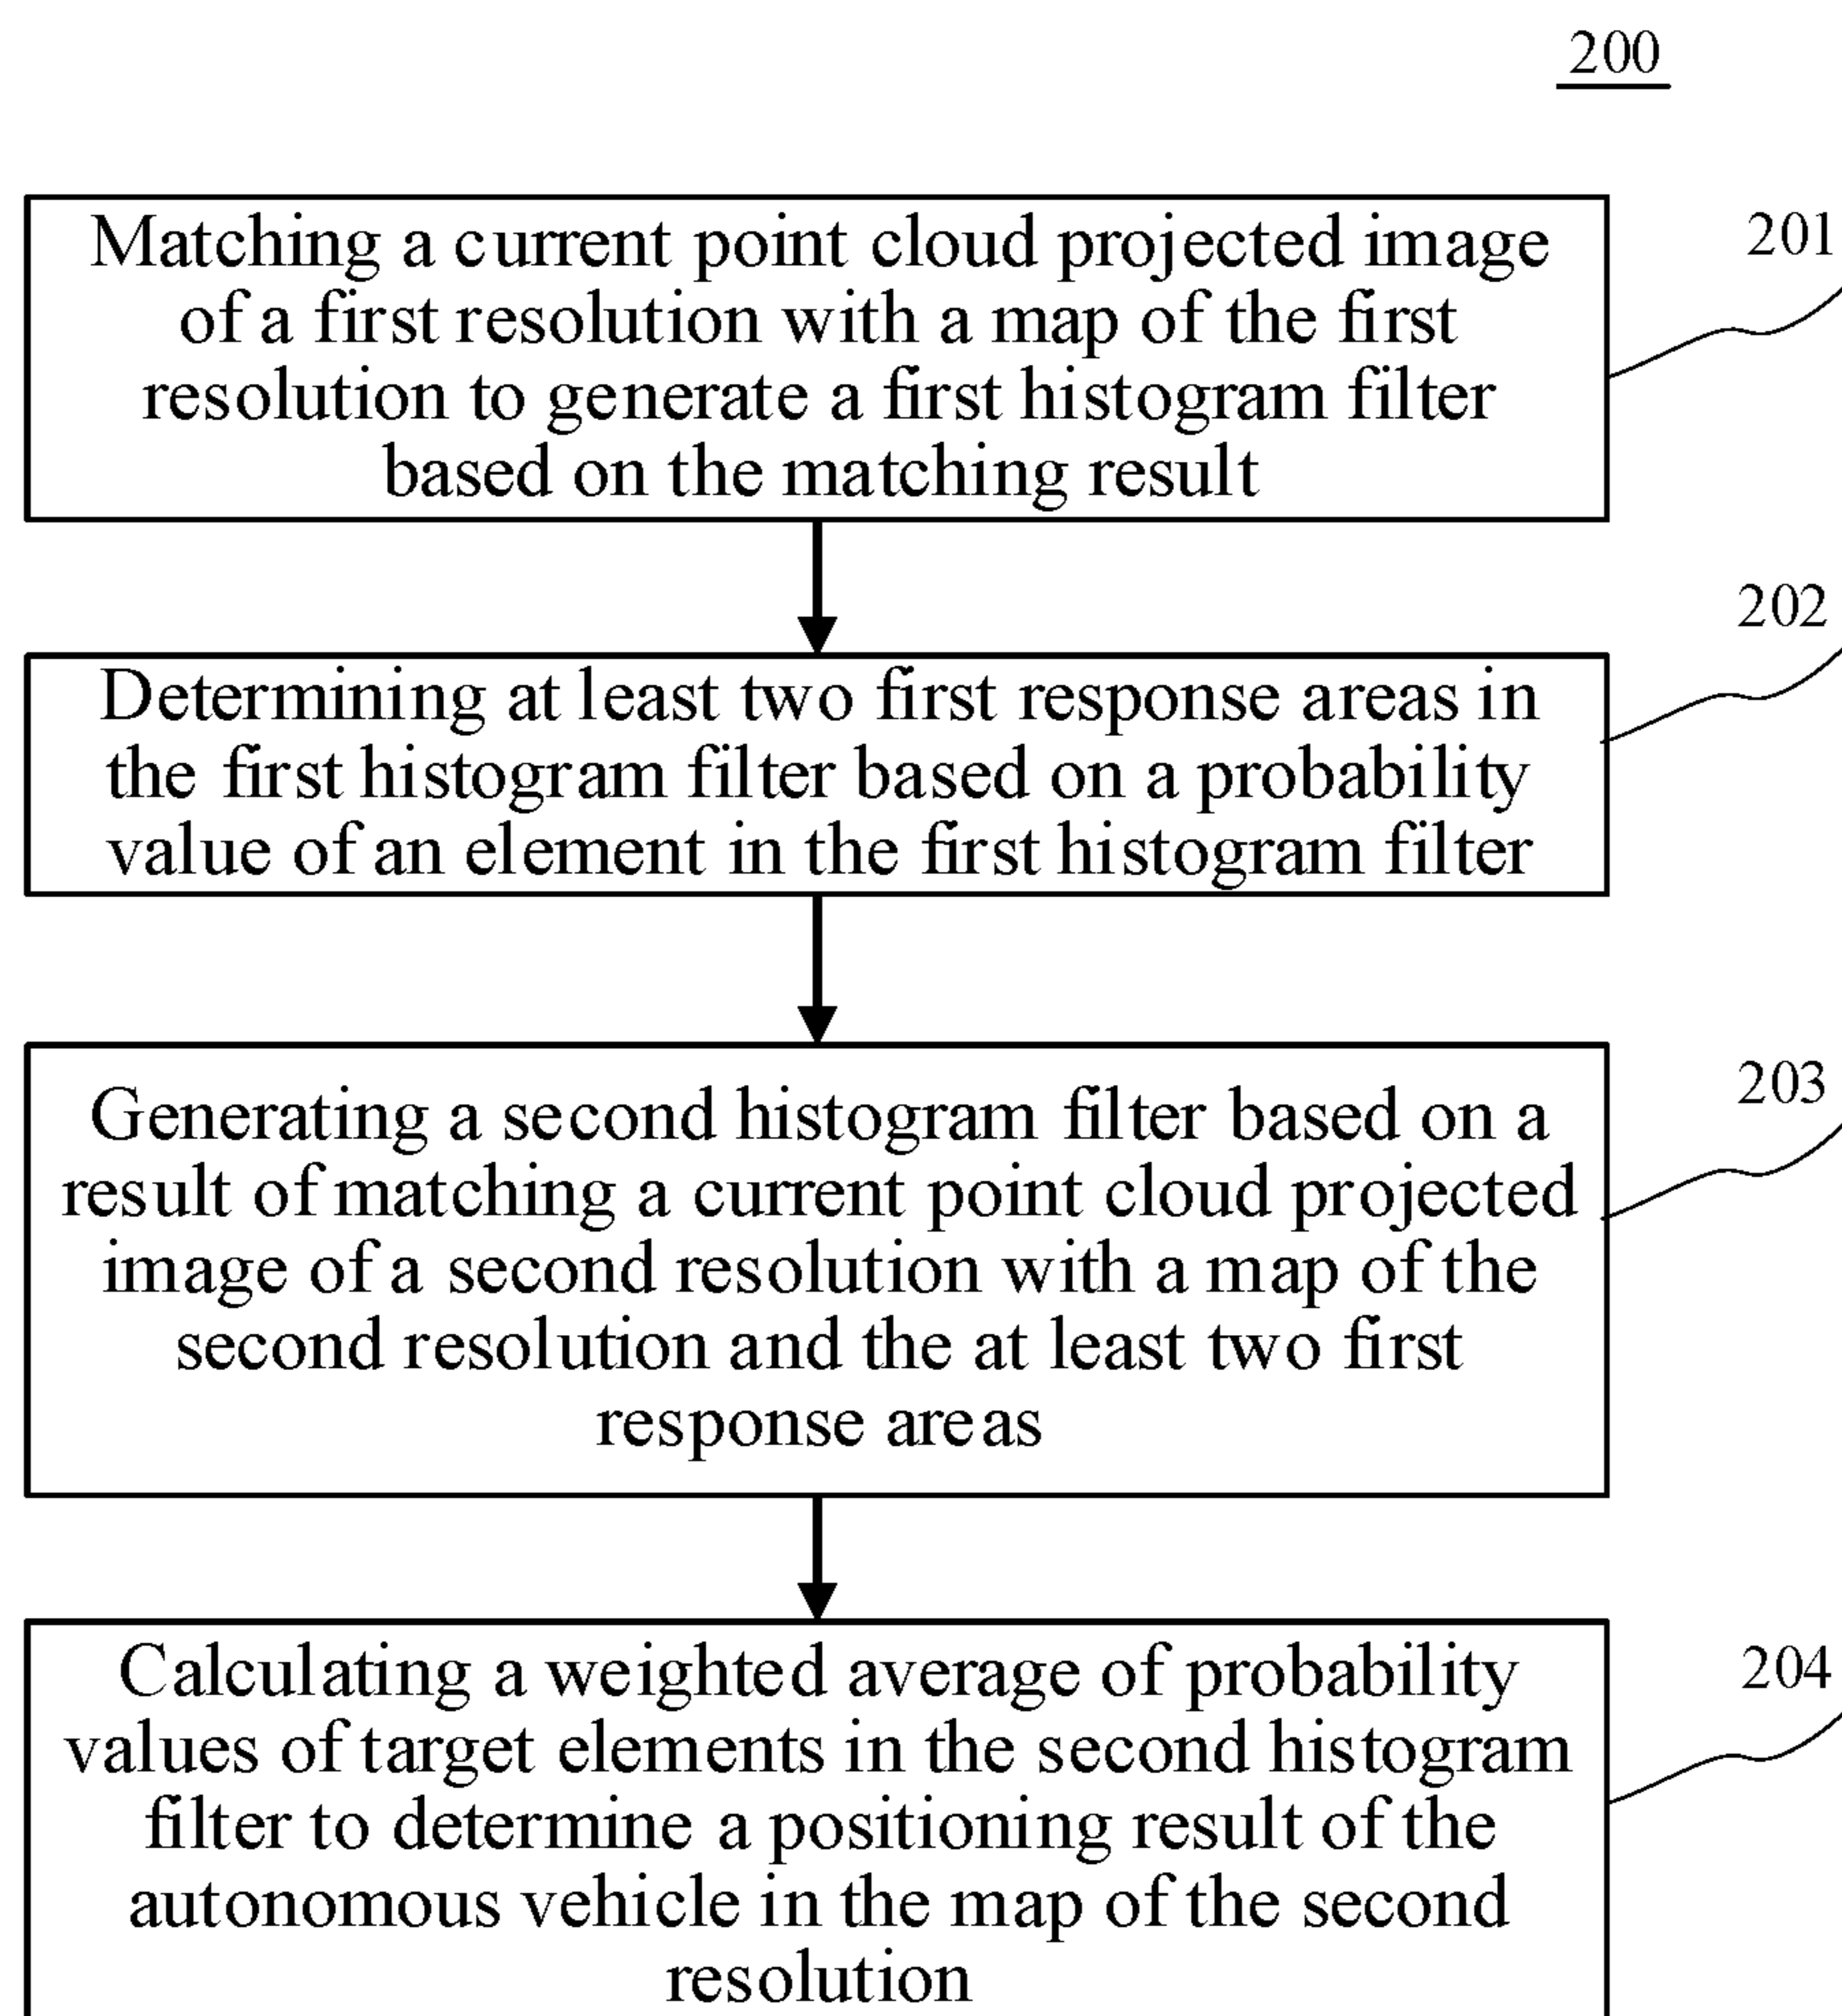 200
Matching a current point cloud projected image
of a first resolution with a map of the first
resolution to generate a first histogram filter
based on the matching result
201
Determining at least two first response areas in
the first histogram filter based on a probability
value of an element in the first histogram filter
202
Generating a second histogram filter based on a
result of matching a current point cloud projected
image of a second resolution with a map of the
second resolution and the at least two first
response areas
203
Calculating a weighted average of probability
values of target elements in the second histogram
filter to determine a positioning result of the
autonomous vehicle in the map of the second
resolution
204